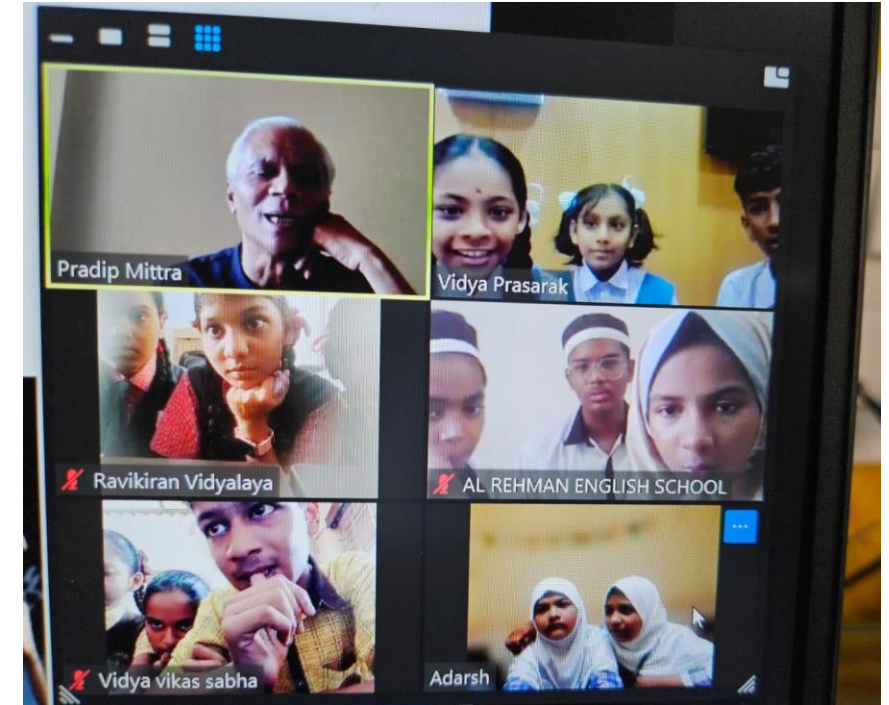 Pradip Mittra
Vidya Prasarak
Ravikiran Vidyalaya
AL REHMAN ENGLISH SCHOOL
Vidya vikas sabha
Adarsh